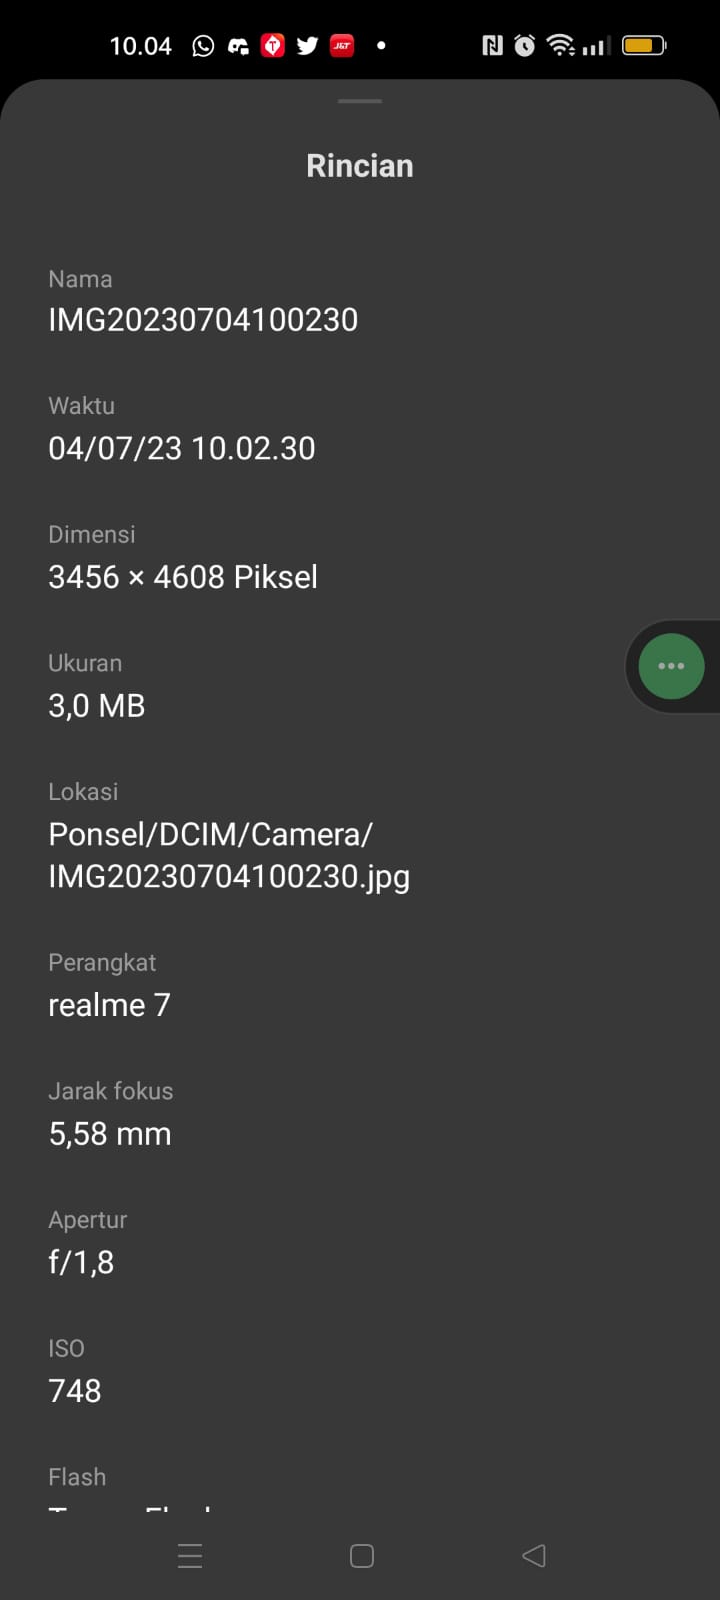 10.04
J&T
Rincian
Nama
IMG20230704100230
Waktu
04/07/23 10.02.30
Dimensi
3456 × 4608 Piksel
Ukuran
3,0 MB
Lokasi
Ponsel/DCIM/Camera/
IMG20230704100230.jpg
Perangkat
realme 7
Jarak fokus
5,58 mm
Apertur
f/1,8
ISO
748
Flash